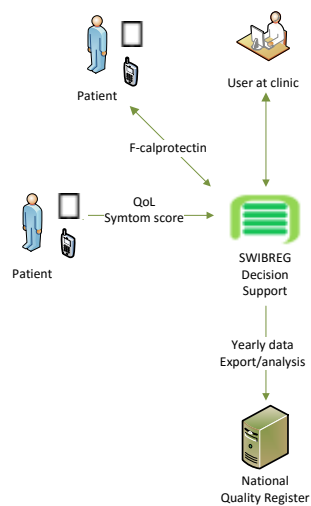 Patient
User at clinic
F-calprotectin
QoL
Symtom score
Patient
SWIBREG
Decision
Support
Yearly data
Export/analysis
National
Quality Register